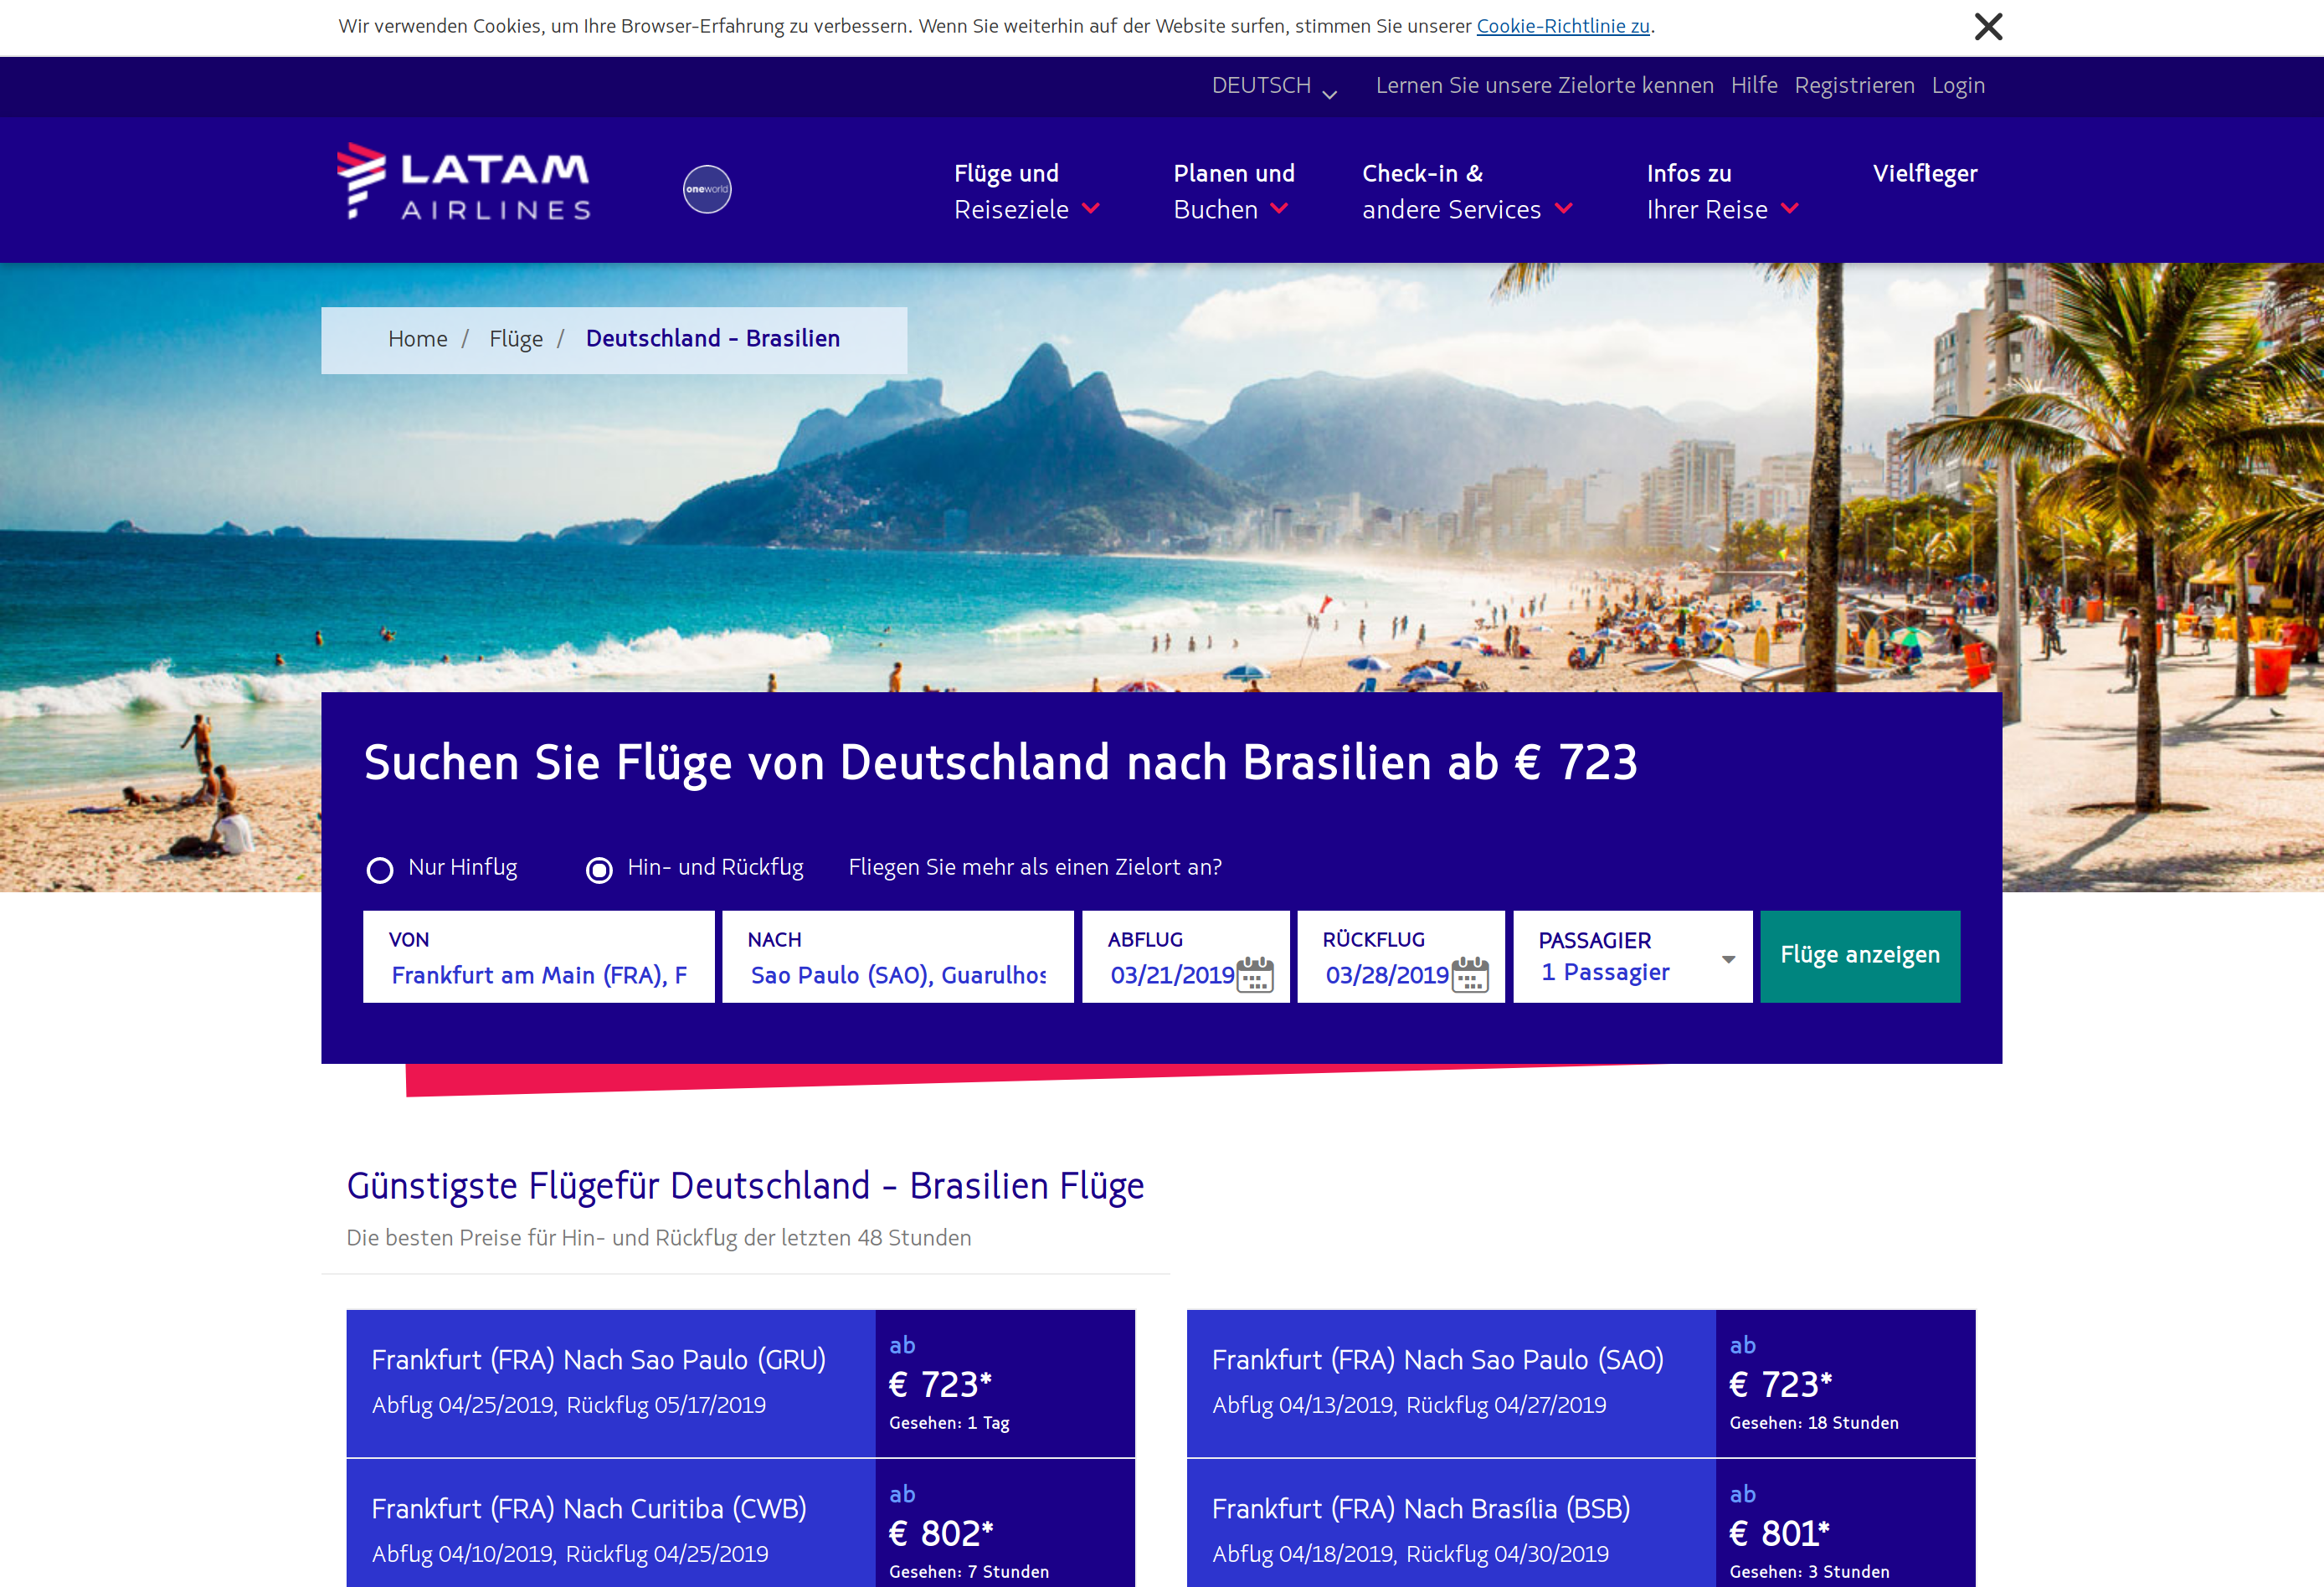 Wir verwenden Cookies, um Ihre Browser-Erfahrung zu verbessern. Wenn Sie weiterhin auf der Website surfen, stimmen Sie unserer Cookie-Richtlinie zu.
DEUTSCH Lernen Sie unsere Zielorte kennen Hilfe Registrieren Login
LATAM
AIRLINES
oneworld
Flüge und
Reiseziele
Planen und
Buchen
Check-in &
andere Services
Infos zu
Ihrer Reise
Vielflieger
Home / Flüge / Deutschland - Brasilien
Suchen Sie Flüge von Deutschland nach Brasilien ab € 723
Nur Hinflug Hin- und Rückflug Fliegen Sie mehr als einen Zielort an?
VON
Frankfurt am Main (FRA), F
NACH
Sao Paulo (SAO), Guarulhos
ABFLUG
03/21/2019
RÜCKFLUG
03/28/2019
PASSAGIER
1 Passagier
Flüge anzeigen
Günstigste Flügefür Deutschland - Brasilien Flüge
Die besten Preise für Hin- und Rückflug der letzten 48 Stunden
Frankfurt (FRA) Nach Sao Paulo (GRU)
Abflug 04/25/2019, Rückflug 05/17/2019
ab
€ 723*
Gesehen: 1 Tag
Frankfurt (FRA) Nach Sao Paulo (SAO)
Abflug 04/13/2019, Rückflug 04/27/2019
ab
€ 723*
Gesehen: 18 Stunden
Frankfurt (FRA) Nach Curitiba (CWB)
Abflug 04/10/2019, Rückflug 04/25/2019
ab
€ 802*
Gesehen: 7 Stunden
Frankfurt (FRA) Nach Brasília (BSB)
Abflug 04/18/2019, Rückflug 04/30/2019
ab
€ 801*
Gesehen: 3 Stunden